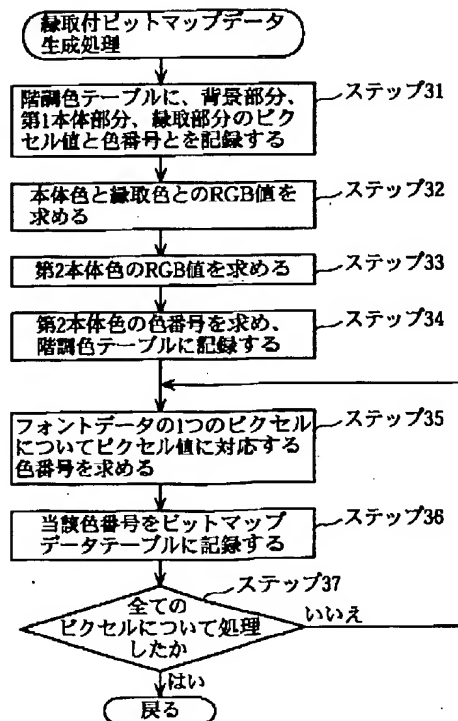 縁取付ビットマップデータ
生成処理
階調色テーブルに、背景部分、
第1本体部分、縁取部分のピク
セル値と色番号とを記録する
ステップ31
本体色と縁取色とのRGB値を
求める
ステップ32
第2本体色のRGB値を求める
ステップ33
第2本体色の色番号を求め、
階調色テーブルに記録する
ステップ34
フォントデータの1つのピクセル
についてピクセル値に対応する
色番号を求める
ステップ35
当該色番号をビットマップ
データテーブルに記録する
ステップ36
ステップ37
全ての
ピクセルについて処理
したか
いいえ
はい
戻る